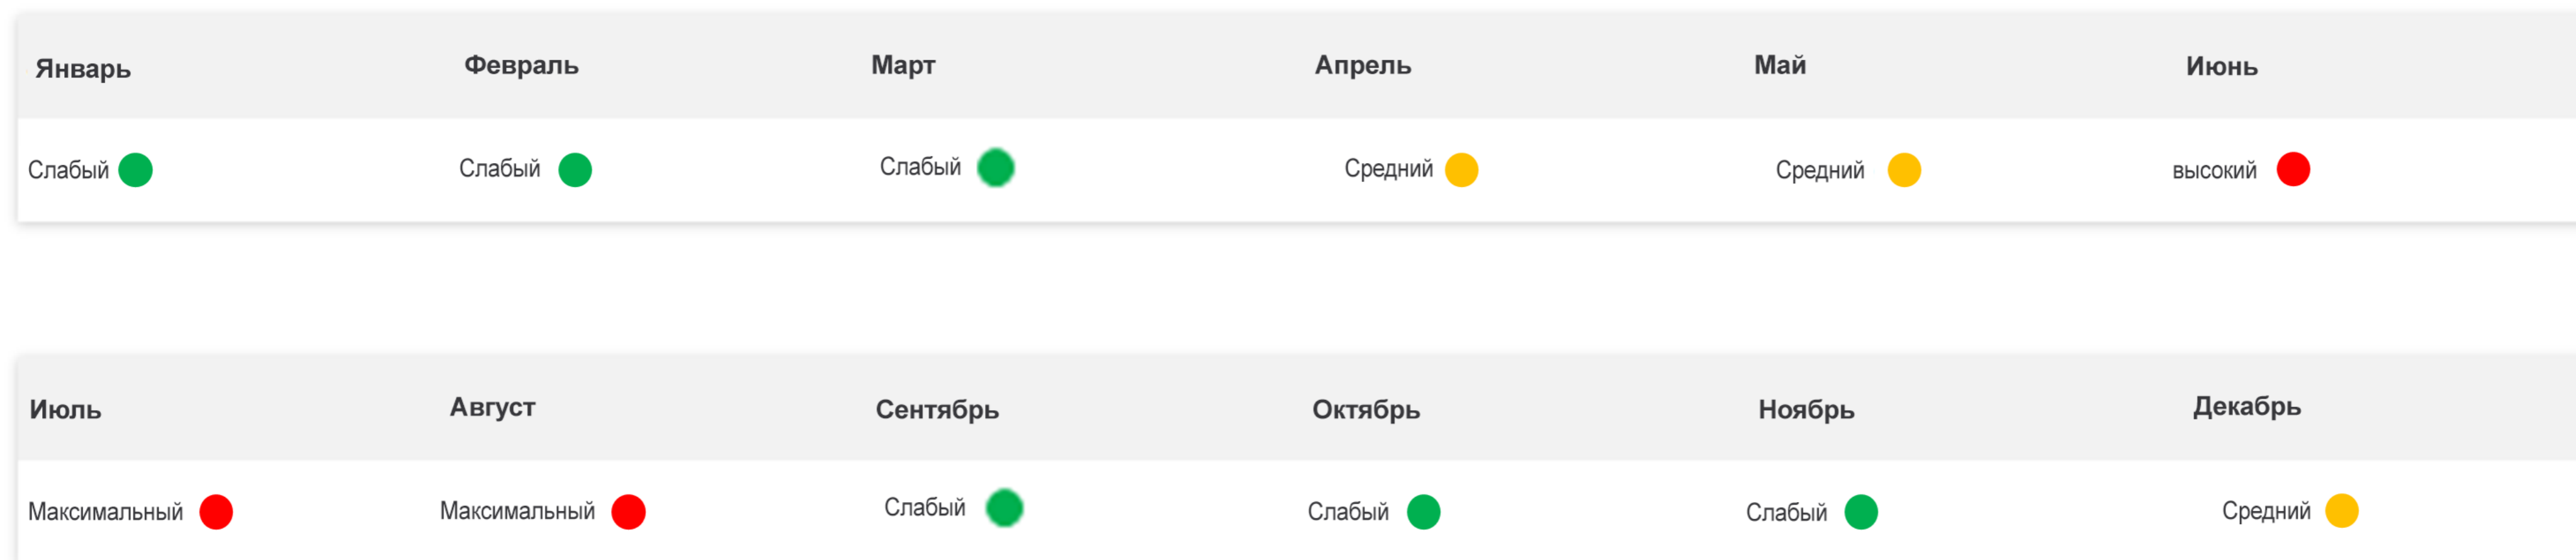 Январь Февраль Март Апрель Май Июнь
Слабый Слабый Слабый Средний Средний высокий
Июль Август Сентябрь Октябрь Ноябрь Декабрь
Максимальный Максимальный Слабый Слабый Слабый Средний